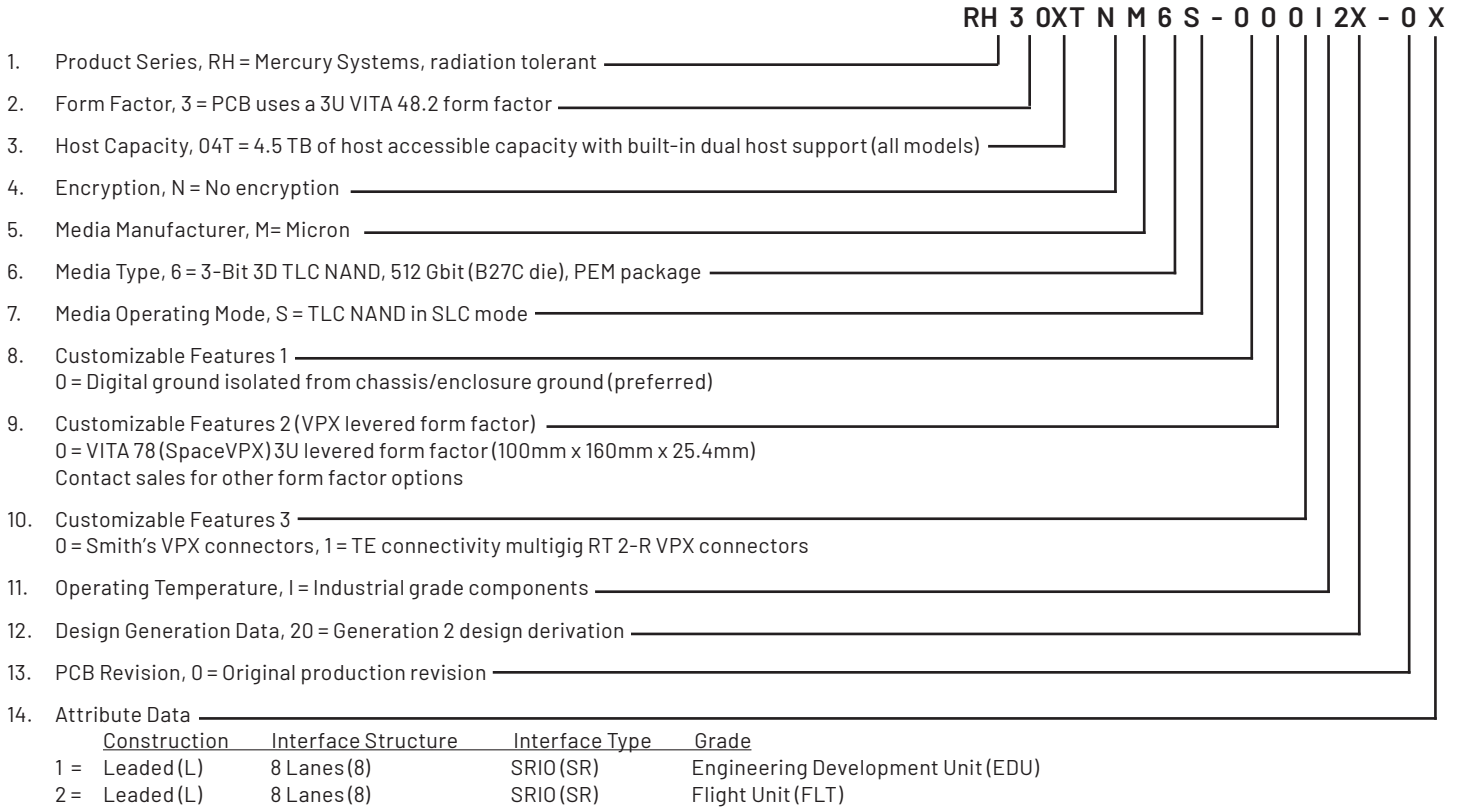 RH 3 0XT N M 6 S - 0 0 0 I 2X - 0 X
1. Product Series, RH = Mercury Systems, radiation tolerant
2. Form Factor, 3 = PCB uses a 3U VITA 48.2 form factor
3. Host Capacity, 04T = 4.5 TB of host accessible capacity with built-in dual host support (all models)
4. Encryption, N = No encryption
5. Media Manufacturer, M= Micron
6. Media Type, 6 = 3-Bit 3D TLC NAND, 512 Gbit (B27C die), PEM package
7. Media Operating Mode, S = TLC NAND in SLC mode
8. Customizable Features 1
0 = Digital ground isolated from chassis/enclosure ground (preferred)
9. Customizable Features 2 (VPX levered form factor)
0 = VITA 78 (SpaceVPX) 3U levered form factor (100mm x 160mm x 25.4mm)
Contact sales for other form factor options
10. Customizable Features 3
0 = Smith's VPX connectors, 1 = TE connectivity multigig RT 2-R VPX connectors
11. Operating Temperature, I = Industrial grade components
12. Design Generation Data, 20 = Generation 2 design derivation
13. PCB Revision, 0 = Original production revision
14. Attribute Data
Construction Interface Structure Interface Type Grade
1 = Leaded (L) 8 Lanes (8) SRIO (SR) Engineering Development Unit (EDU)
2 = Leaded (L) 8 Lanes (8) SRIO (SR) Flight Unit (FLT)